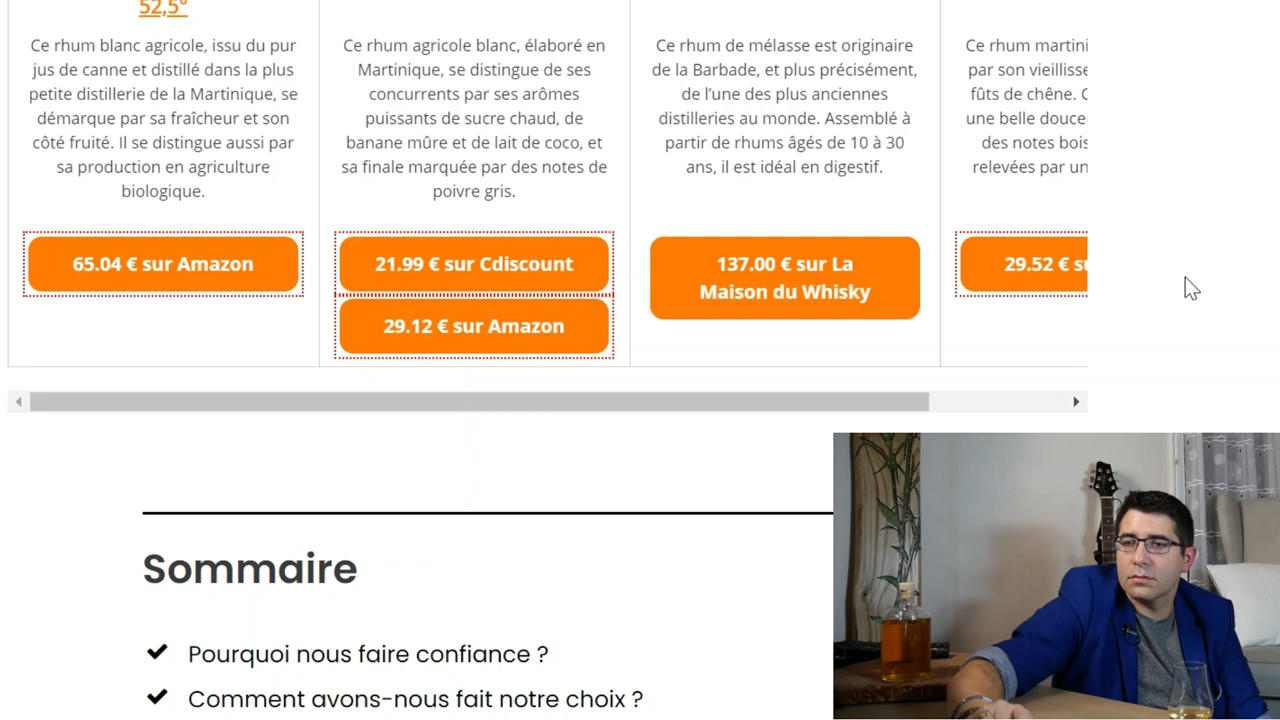 52,5°
Ce rhum blanc agricole, issu du pur
jus de canne et distillé dans la plus
petite distillerie de la Martinique, se
démarque par sa fraîcheur et son
côté fruité. Il se distingue aussi par
sa production en agriculture
biologique.
65.04 € sur Amazon
Ce rhum agricole blanc, élaboré en
Martinique, se distingue de ses
concurrents par ses arômes
puissants de sucre chaud, de
banane mûre et de lait de coco, et
sa finale marquée par des notes de
poivre gris.
21.99 € sur Cdiscount
29.12 € sur Amazon
Ce rhum de mélasse est originaire
de la Barbade, et plus précisément,
de l’une des plus anciennes
distilleries au monde. Assemblé à
partir de rhums âgés de 10 à 30
ans, il est idéal en digestif.
137.00 € sur La
Maison du Whisky
Ce rhum martini
par son vieillisse
fûts de chêne. C
une belle douce
des notes bois
relevées par un
29.52 € su
Sommaire
Pourquoi nous faire confiance ?
Comment avons-nous fait notre choix ?